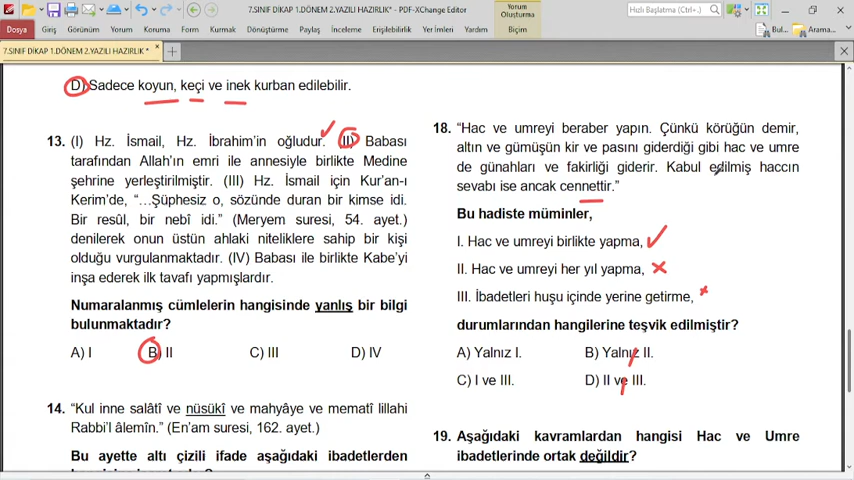 7.SINIF DİKAP 1.DÖNEM 2.YAZILI HAZIRLIK* - PDF-XChange Editor
Yorum Oluşturma
Hızlı Başlatma (Ctrl+.)
Dosya Giriş Görünüm Yorum Korum Form Kurmak Dönüştürme Paylaş İnceleme Erişilebilirlik Yer İmleri Yardım Biçim Bul... Arama...
7.SINIF DİKAP 1.DÖNEM 2.YAZILI HAZIRLIK *
D) Sadece koyun, keçi ve inek kurban edilebilir.
13. (I) Hz. İsmail, Hz. İbrahim’in oğludur. (II) Babası
tarafından Allah’ın emri ile annesiyle birlikte Medine
şehrine yerleştirilmiştir. (III) Hz. İsmail için Kur’an-ı
Kerim’de, “…Şüphesiz o, sözünde duran bir kimse idi.
Bir resûl, bir nebî idi.” (Meryem suresi, 54. ayet.)
denilerek onun üstün ahlaki niteliklere sahip bir kişi
olduğu vurgulanmaktadır. (IV) Babası ile birlikte Kabe’yi
inşa ederek ilk tavafı yapmışlardır.
Numaralanmış cümlelerin hangisinde yanlış bir bilgi
bulunmaktadır?
A) I B) II C) III D) IV
14. “Kul inne salâtî ve nüsükî ve mahyâye ve mematî lillahi
Rabbi’l âlemîn.” (En’am suresi, 162. ayet.)
Bu ayette altı çizili ifade aşağıdaki ibadetlerden
18. “Hac ve umreyi beraber yapın. Çünkü körüğün demir,
altın ve gümüşün kir ve pasını giderdiği gibi hac ve umre
de günahları ve fakirliği giderir. Kabul edilmiş haccın
sevabı ise ancak cennettir.”
Bu hadiste müminler,
I. Hac ve umreyi birlikte yapma,
II. Hac ve umreyi her yıl yapma,
III. İbadetleri huşu içinde yerine getirme,
durumlarından hangilerine teşvik edilmiştir?
A) Yalnız I. B) Yalnız II.
C) I ve III. D) II ve III.
19. Aşağıdaki kavramlardan hangisi Hac ve Umre
ibadetlerinde ortak değildir?